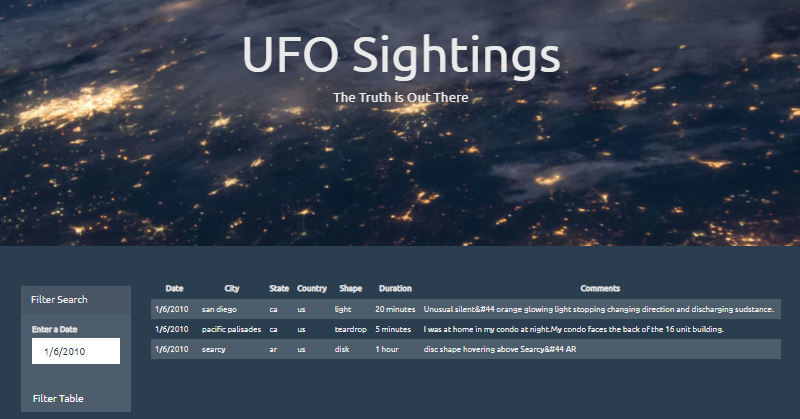 UFO Sightings
The Truth is Out There
Filter Search
Enter a Date
1/6/2010
Filter Table
Date City State Country Shape Duration Comments
1/6/2010 san diego ca us light 20 minutes Unusual silent&#44 orange glowing light stopping changing direction and discharging sudstance.
1/6/2010 pacific palisades ca us teardrop 5 minutes I was at home in my condo at night.My condo faces the back of the 16 unit building.
1/6/2010 searcy ar us disk 1 hour disc shape hovering above Searcy&#44 AR